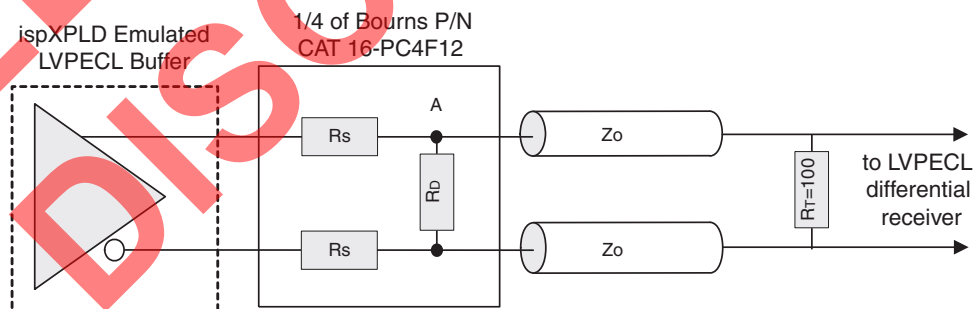 ispXPLD Emulated
LVPECL Buffer
1/4 of Bourns P/N
CAT 16-PC4F12
A
Rs
RD
Rs
Zo
Zo
RT=100
to LVPECL
differential
receiver
DISCO